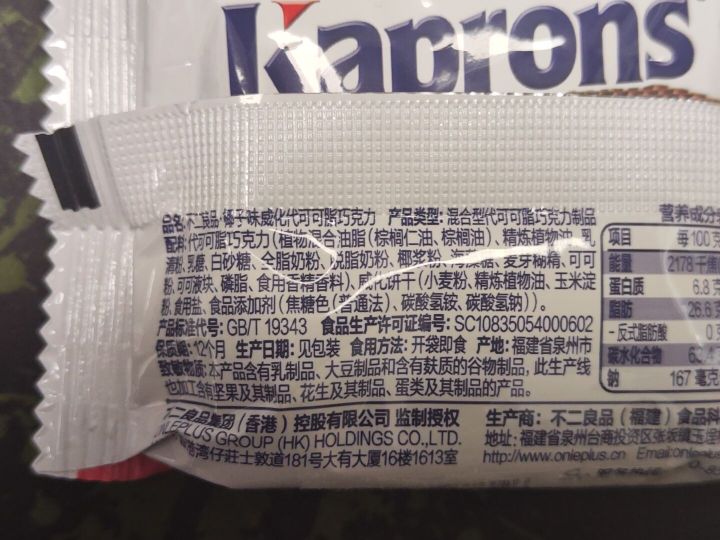 Kaprons
品名:不二良品·榛子味威化代可可脂巧克力 产品类型:混合型代可可脂巧克力制品
配料:代可可脂巧克力(植物混合油脂(棕榈仁油、棕榈油)、精炼植物油、乳
清粉、乳糖、白砂糖、全脂奶粉、脱脂奶粉、椰浆粉、海藻糖、麦芽糊精、可可
粉、可可液块、磷脂、食用香精香料)、威化饼干(小麦粉、精炼植物油、玉米淀
粉、食用盐、食品添加剂(焦糖色(普通法)、碳酸氢铵、碳酸氢钠))。
产品标准代号:GB/T 19343 食品生产许可证编号:SC10835054000602
保质期:12个月 生产日期:见包装 食用方法:开袋即食 产地:福建省泉州市
致敏物质:本产品含有乳制品、大豆制品和含有麸质的谷物制品,此生产线
也加工含有坚果及其制品、花生及其制品、蛋类及其制品的产品。
营养成分
项目 每100
能量 2178千焦
蛋白质 6.8
脂肪 26.6
-反式脂肪酸
碳水化合物
钠 167毫克
食品集团(香港)控股有限公司 监制授权
ONLEPLUS GROUP (HK) HOLDINGS CO.,LTD.
湾仔莊士敦道181号大有大厦16楼1613室
生产商:不二良品(福建)食品科
地址:福建省泉州台商投资区张坂镇玉
http://www.onleplus.cn Email: